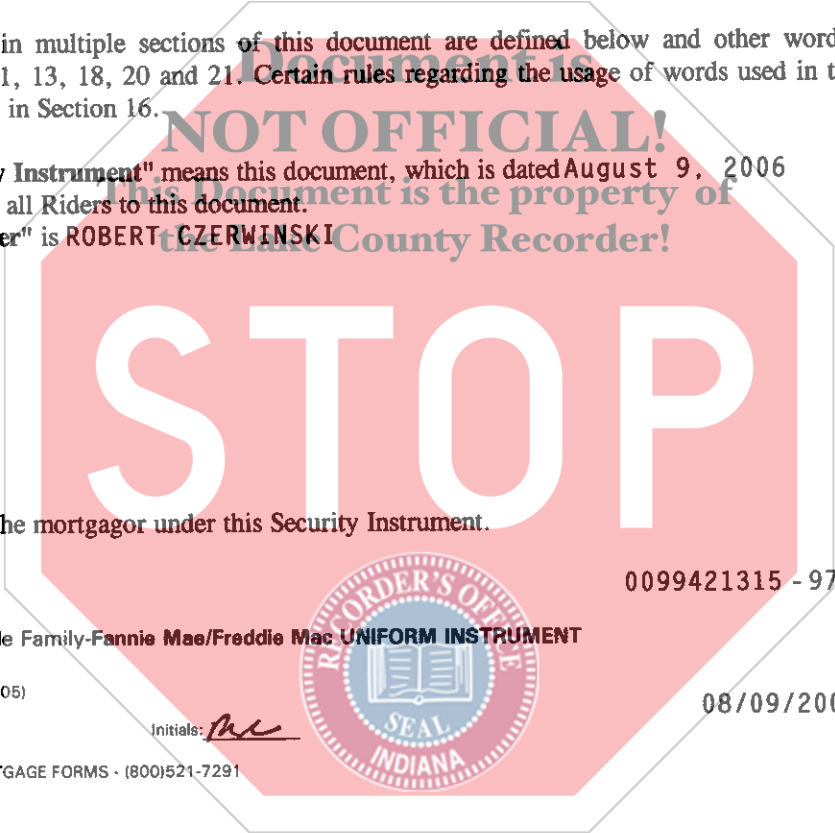 in multiple sections of this document are defined below and other word
1, 13, 18, 20 and 21. Certain rules regarding the usage of words used in t
in Section 16.
Document is
NOT OFFICIAL!
This Document is the property of
the Lake County Recorder!
y Instrument" means this document, which is dated August 9, 2006
all Riders to this document.
er" is ROBERT CZERWINSKI
STOP
he mortgagor under this Security Instrument.
0099421315 - 97
le Family-Fannie Mae/Freddie Mac UNIFORM INSTRUMENT
05)
08/09/200
Initials:
TGAGE FORMS - (800)521-7291
RECORDER'S OFFICE
SEAL
INDIANA